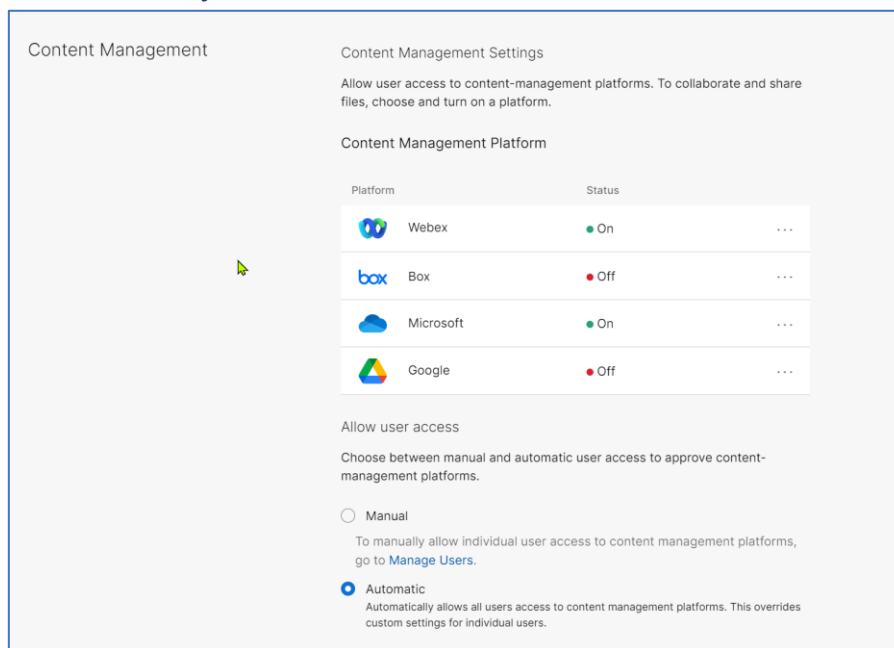 Content Management
Content Management Settings
Allow user access to content-management platforms. To collaborate and share
files, choose and turn on a platform.
Content Management Platform
Platform Status
Webex On ...
box Box Off ...
Microsoft On ...
Google Off ...
Allow user access
Choose between manual and automatic user access to approve content-
management platforms.
Manual
To manually allow individual user access to content management platforms,
go to Manage Users.
Automatic
Automatically allows all users access to content management platforms. This overrides
custom settings for individual users.